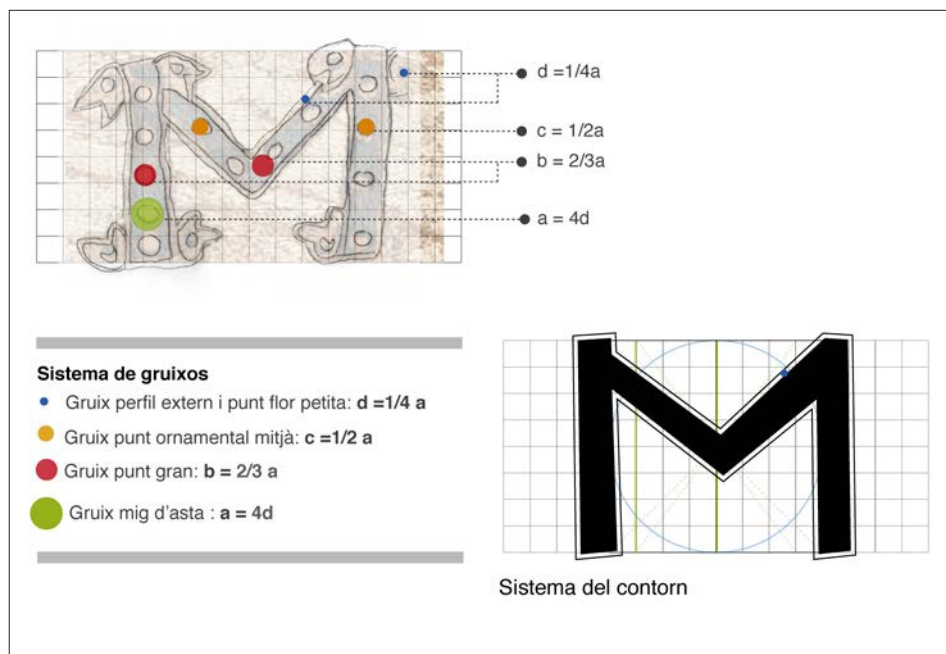 d =1/4a
c = 1/2a
b = 2/3a
a = 4d
Sistema de gruixos
Gruix perfil extern i punt flor petita: d =1/4 a
Gruix punt ornamental mitjà: c =1/2 a
Gruix punt gran: b = 2/3 a
Gruix mig d'asta : a = 4d
Sistema del contorn